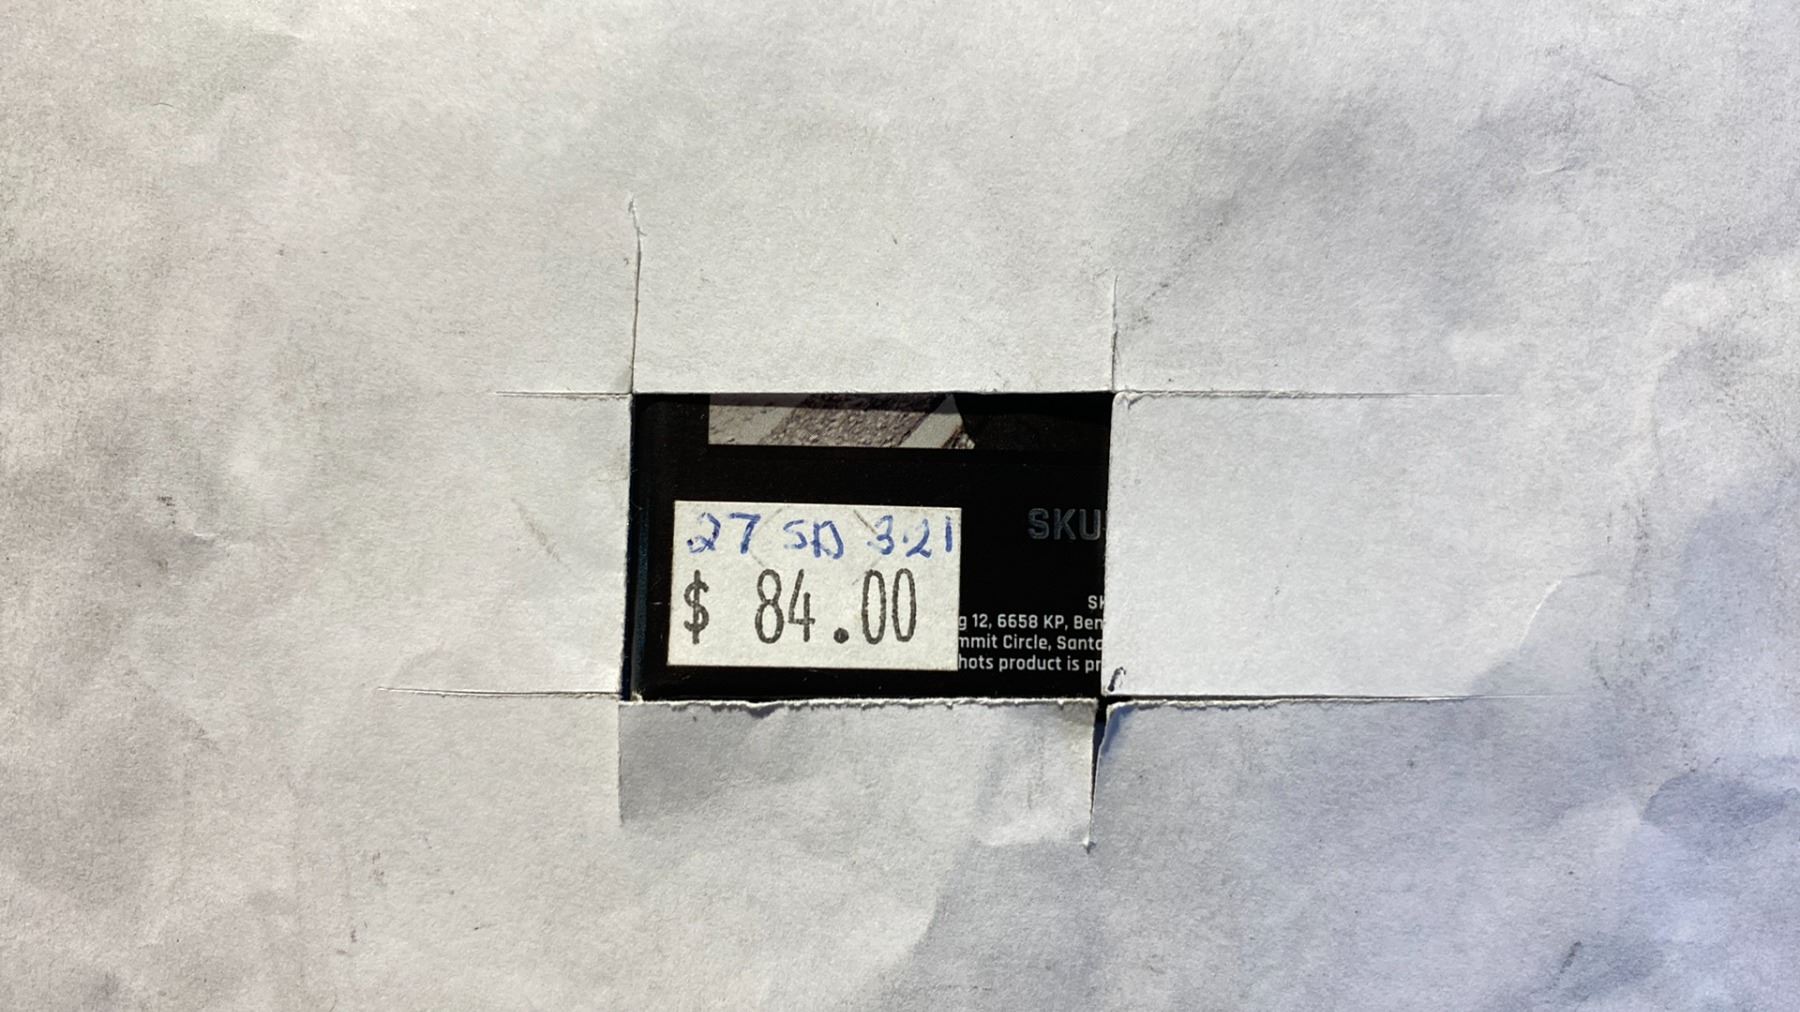 27 SD 3.21
$ 84.00
SKU
SK
g 12, 6658 KP, Ben
mmit Circle, Santa
hots product is pr